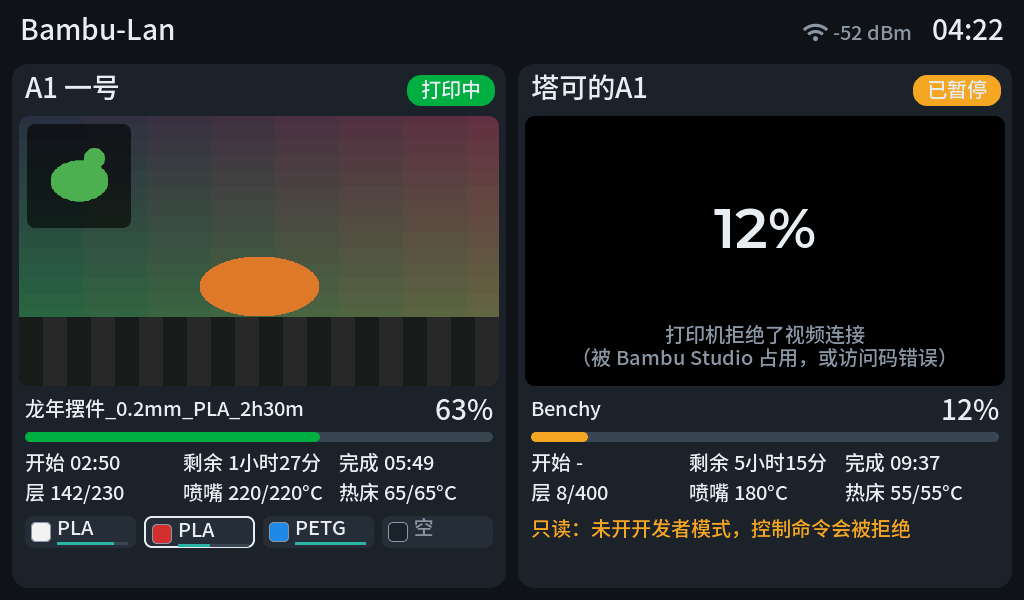 Bambu-Lan
-52 dBm 04:22
A1 一号 打印中
龙年摆件_0.2mm_PLA_2h30m 63%
开始 02:50 剩余 1小时27分 完成 05:49
层 142/230 喷嘴 220/220°C 热床 65/65°C
PLA PLA PETG 空
塔可的A1 已暂停
12%
打印机拒绝了视频连接
（被 Bambu Studio 占用，或访问码错误）
Benchy 12%
开始 - 剩余 5小时15分 完成 09:37
层 8/400 喷嘴 180°C 热床 55/55°C
只读：未开开发者模式，控制命令会被拒绝